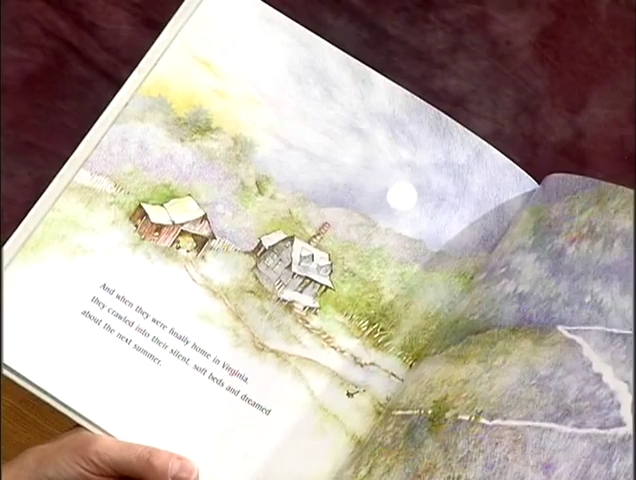 And when they were finally home in Virginia,
they crawled into their silent, soft beds and dreamed
about the next summer.